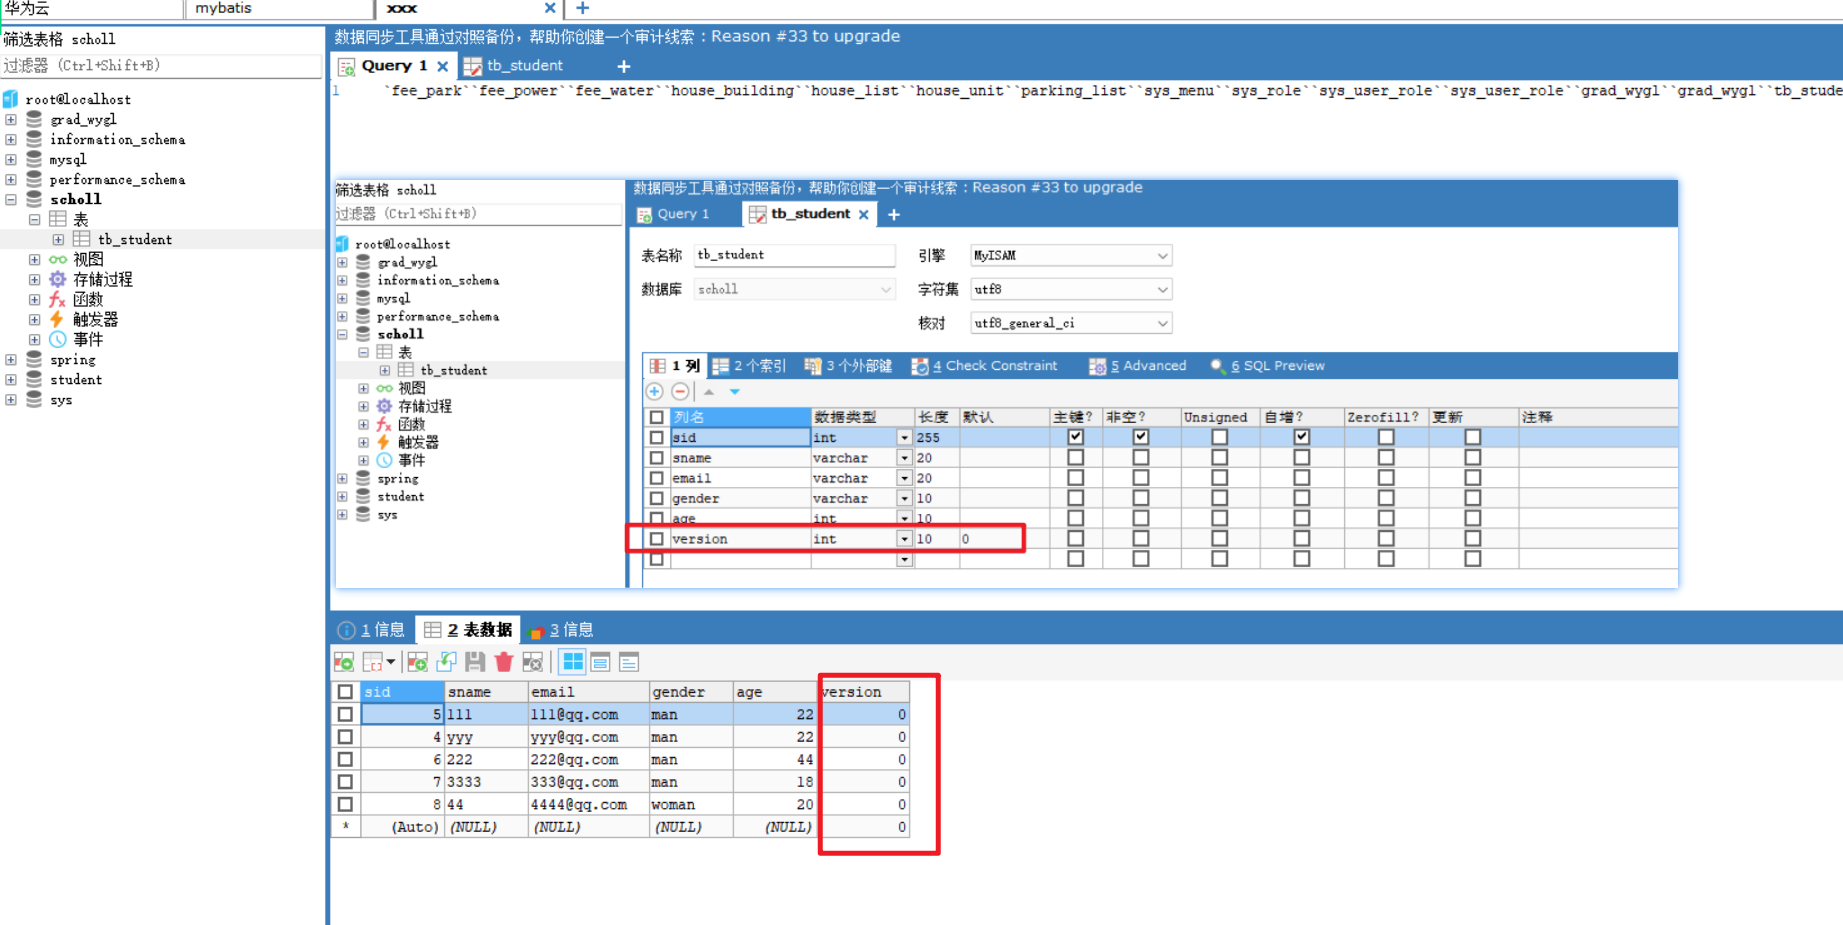 华为云 mybatis xxx
筛选表格 scholl
过滤器 (Ctrl+Shift+B)
root@localhost
grad_wygl
information_schema
mysql
performance_schema
scholl
表
tb_student
视图
存储过程
函数
触发器
事件
spring
student
sys
数据同步工具通过对照备份，帮助你创建一个审计线索：Reason #33 to upgrade
Query 1 tb_student
1 `fee_park``fee_power``fee_water``house_building``house_list``house_unit``parking_list``sys_menu``sys_role``sys_user_role``sys_user_role``grad_wygl``grad_wygl``tb_stude
筛选表格 scholl
过滤器 (Ctrl+Shift+B)
root@localhost
grad_wygl
information_schema
mysql
performance_schema
scholl
表
tb_student
视图
存储过程
函数
触发器
事件
spring
student
sys
数据同步工具通过对照备份，帮助你创建一个审计线索：Reason #33 to upgrade
Query 1 tb_student
表名称 tb_student 引擎 MyISAM
数据库 scholl 字符集 utf8
核对 utf8_general_ci
1 列 2 个索引 3 个外部键 4 Check Constraint 5 Advanced 6 SQL Preview
列名 数据类型 长度 默认 主键? 非空? Unsigned 自增? Zerofill? 更新 注释
sid int 255
sname varchar 20
email varchar 20
gender varchar 10
age int 10
version int 10 0
1 信息 2 表数据 3 信息
sid sname email gender age version
5 111 111@qq.com man 22 0
4 yyy yyy@qq.com man 22 0
6 222 222@qq.com man 44 0
7 3333 333@qq.com man 18 0
8 44 4444@qq.com woman 20 0
* (Auto) (NULL) (NULL) (NULL) (NULL) 0